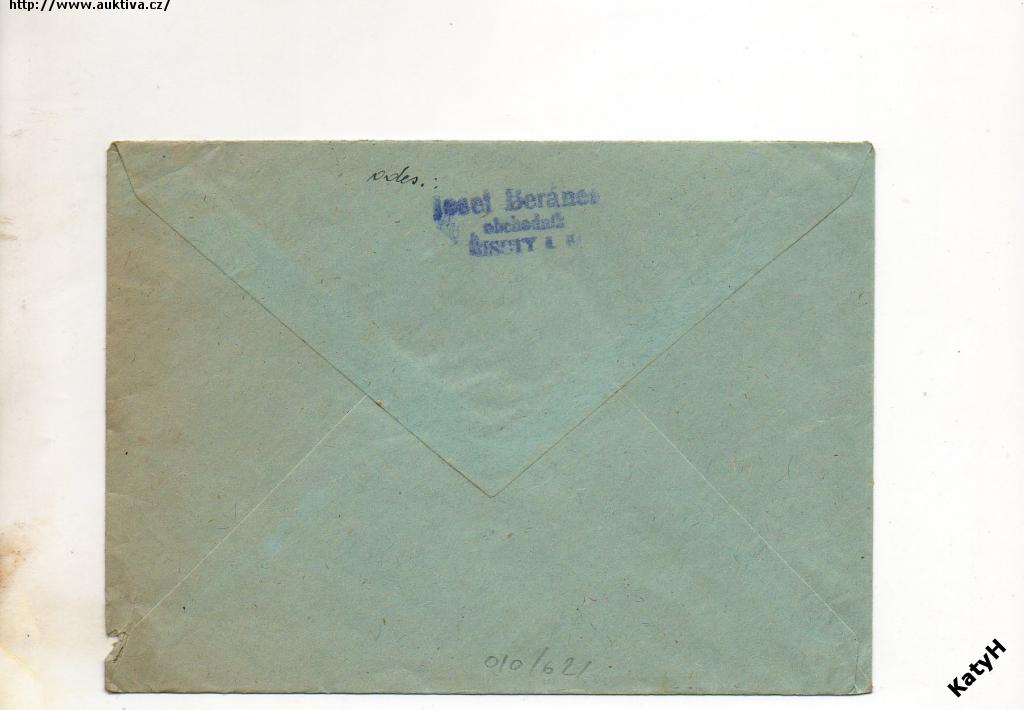 http://www.auktiva.cz/
odes.:
Josef Beránek
obchodník
010/621
KatyH